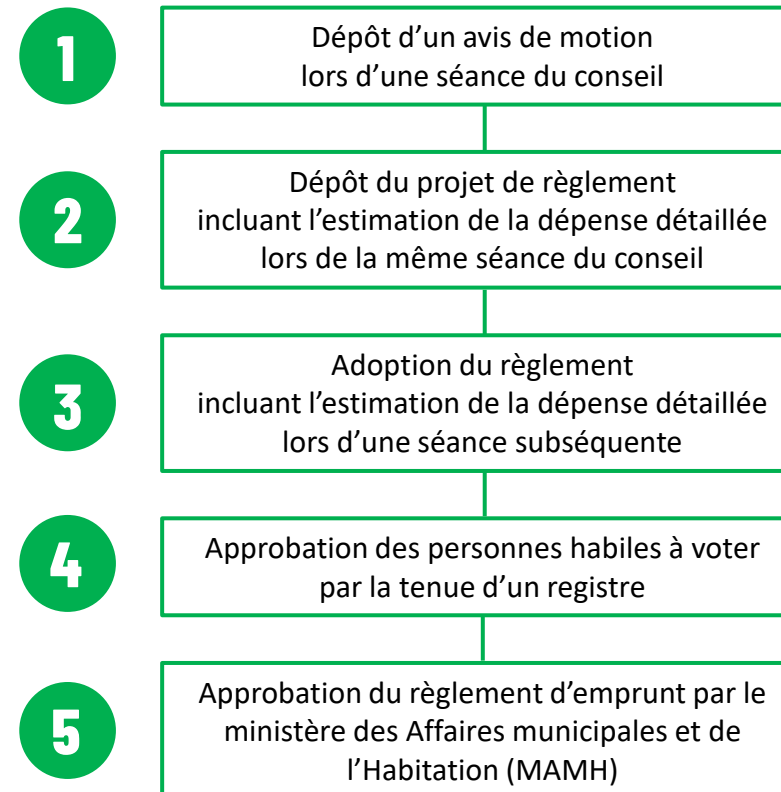 1
Dépôt d’un avis de motion
lors d’une séance du conseil
2
Dépôt du projet de règlement
incluant l’estimation de la dépense détaillée
lors de la même séance du conseil
3
Adoption du règlement
incluant l’estimation de la dépense détaillée
lors d’une séance subséquente
4
Approbation des personnes habiles à voter
par la tenue d’un registre
5
Approbation du règlement d’emprunt par le
ministère des Affaires municipales et de
l’Habitation (MAMH)